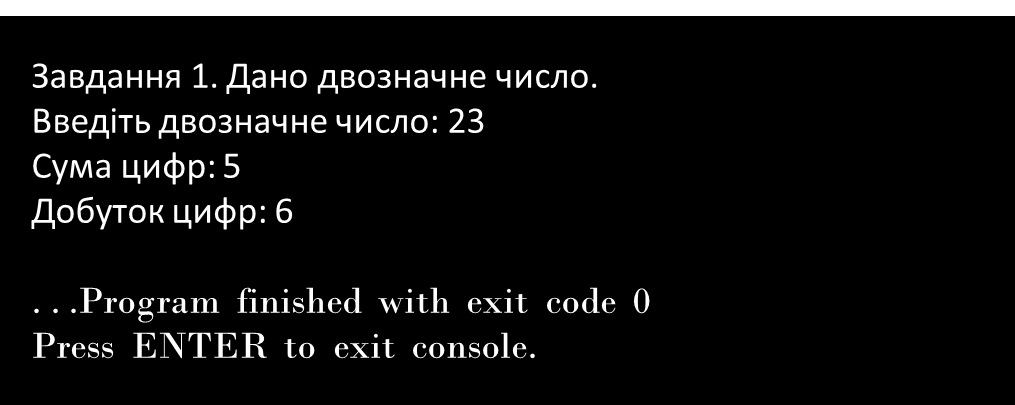 Завдання 1. Дано двозначне число.
Введіть двозначне число: 23
Сума цифр: 5
Добуток цифр: 6
...Program finished with exit code 0
Press ENTER to exit console.